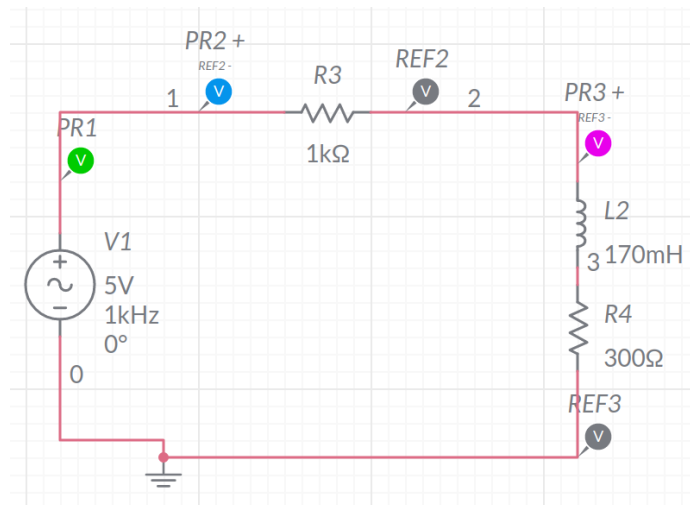 PR2 +
REF2 -
V
1
R3
1kΩ
REF2
V
2
PR3 +
REF3 -
V
PR1
V
L2
170mH
3
V1
5V
1kHz
0°
R4
300Ω
0
REF3
V